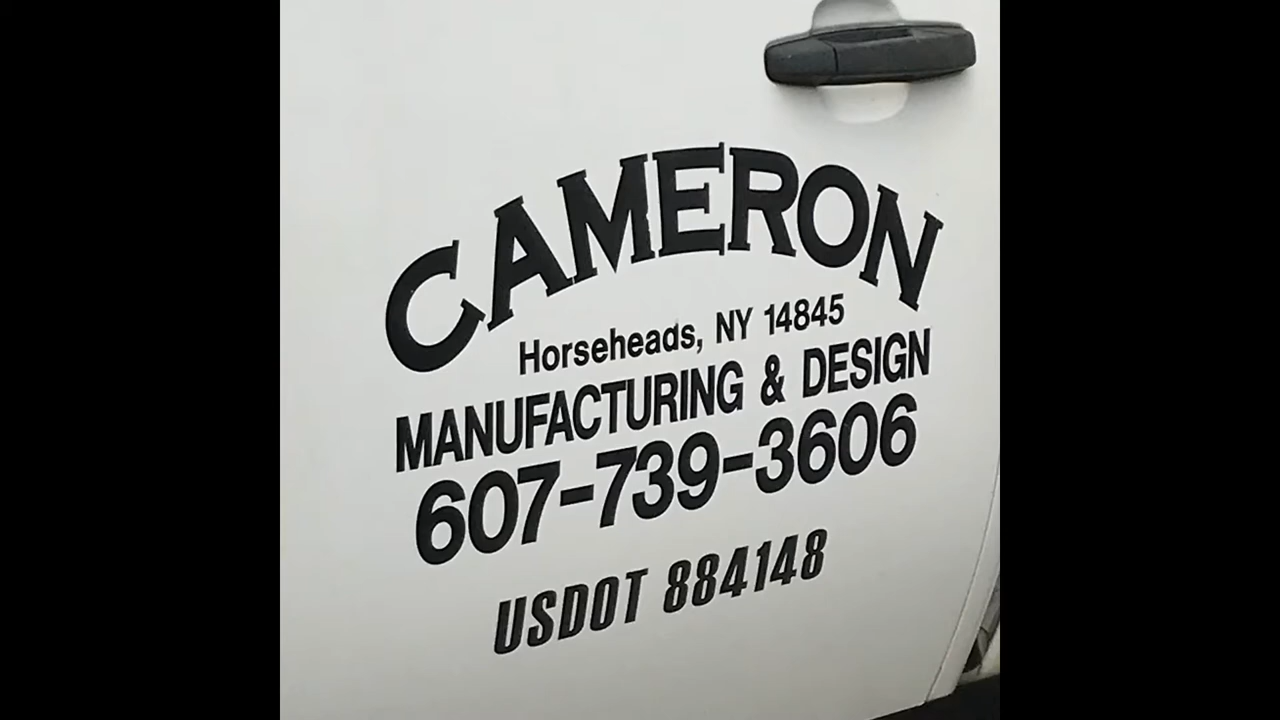 CAMERON
Horseheads, NY 14845
MANUFACTURING & DESIGN
607-739-3606
USDOT 884148